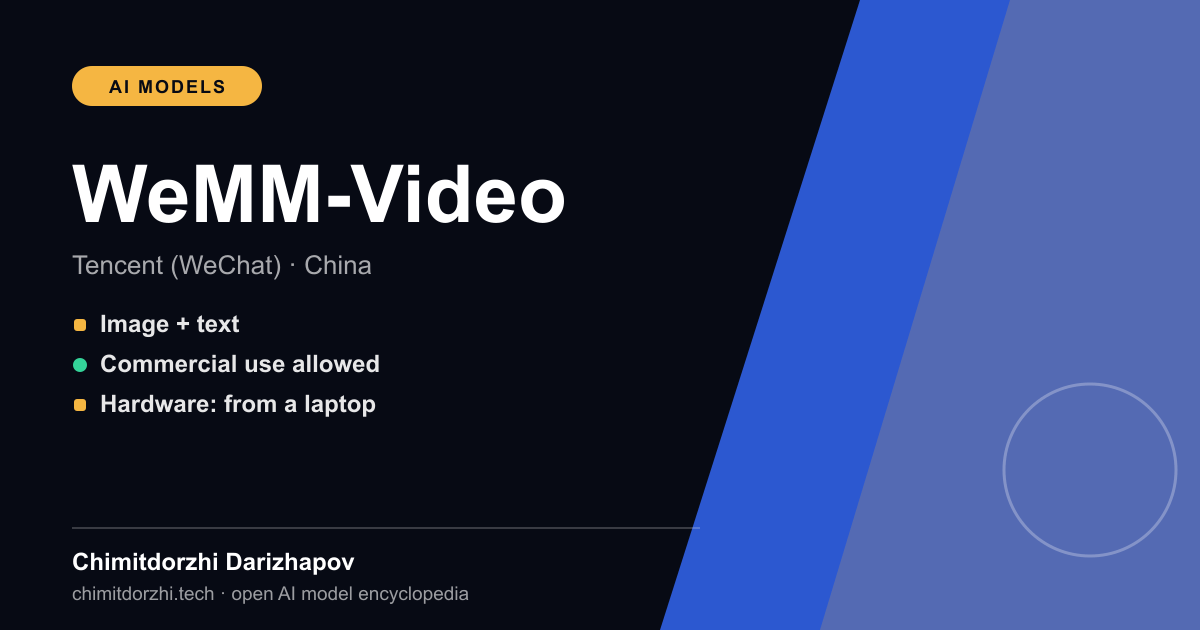 AI MODELS
WeMM-Video
Tencent (WeChat) · China
Image + text
Commercial use allowed
Hardware: from a laptop
Chimitdorzhi Darizhapov
chimitdorzhi.tech · open AI model encyclopedia